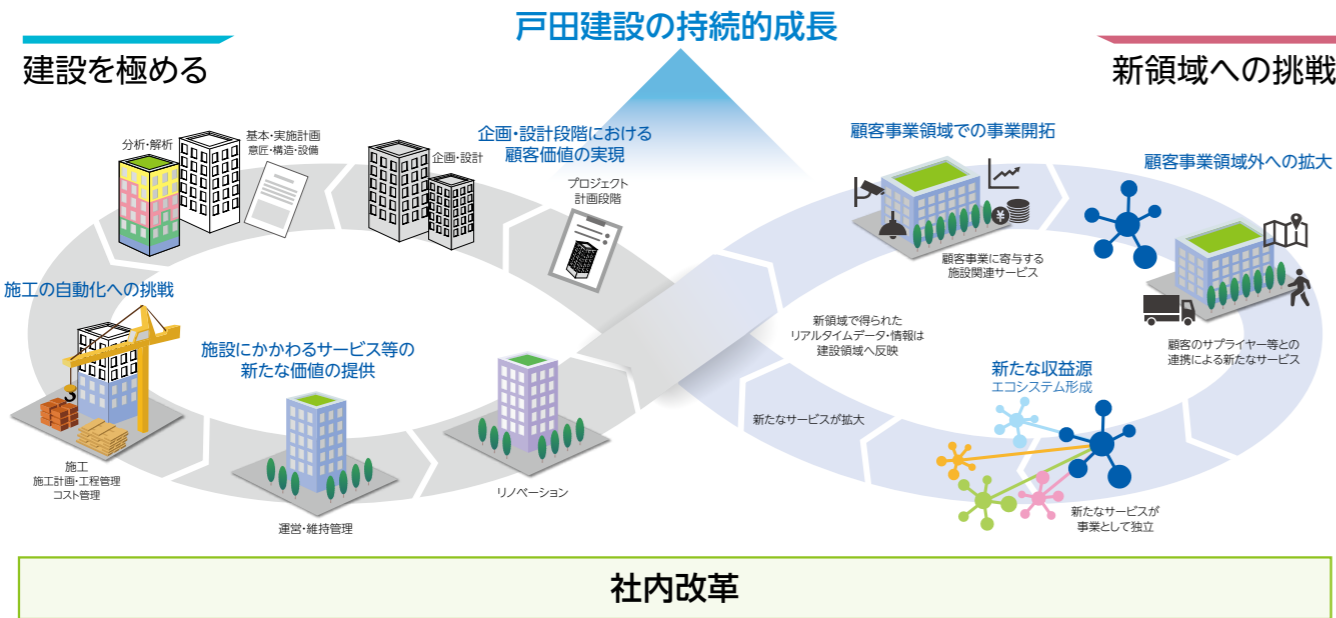 戸田建設の持続的成長
建設を極める
新領域への挑戦
分析・解析
基本・実施計画
意匠・構造・設備
企画・設計
企画・設計段階における
顧客価値の実現
プロジェクト
計画段階
施工の自動化への挑戦
施工
施工計画・工程管理
コスト管理
施設にかかわるサービス等の
新たな価値の提供
運営・維持管理
リノベーション
顧客事業領域での事業開拓
¥
顧客事業に寄与する
施設関連サービス
顧客事業領域外への拡大
顧客のサプライヤー等との
連携による新たなサービス
新領域で得られた
リアルタイムデータ・情報は
建設領域へ反映
新たな収益源
エコシステム形成
新たなサービスが拡大
新たなサービスが
事業として独立
社内改革